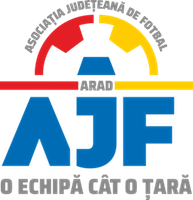 ASOCIAȚIA JUDEȚEANĂ DE FOTBAL
ARAD
AJF
O ECHIPĂ CÂT O ȚARĂ